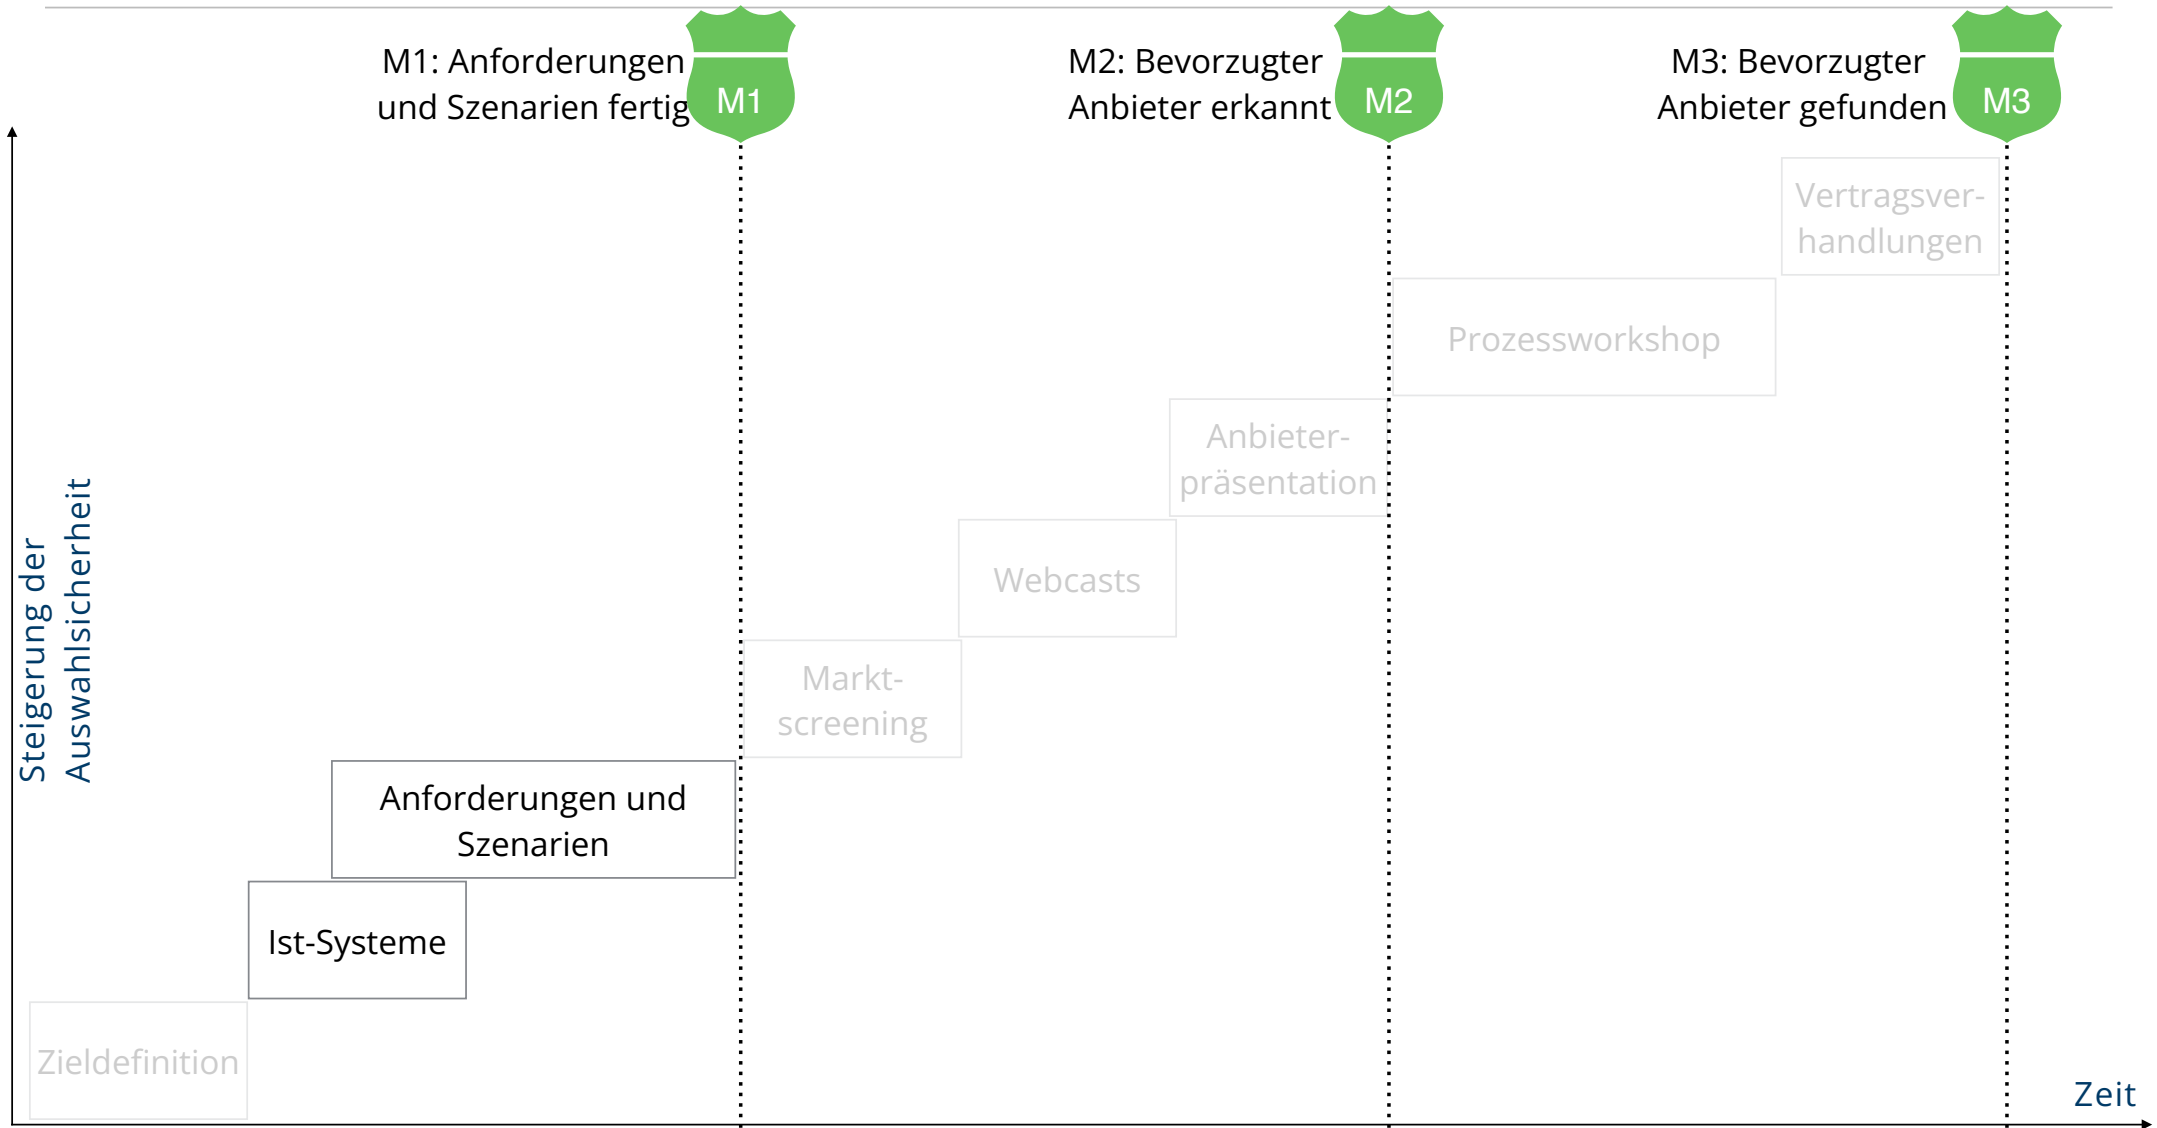 M1: Anforderungen
und Szenarien fertig
M1
M2: Bevorzugter
Anbieter erkannt
M2
M3: Bevorzugter
Anbieter gefunden
M3
Vertragsver-
handlungen
Prozessworkshop
Anbieter-
präsentation
Webcasts
Markt-
screening
Anforderungen und
Szenarien
Ist-Systeme
Zieldefinition
Steigerung der
Auswahlsicherheit
Zeit